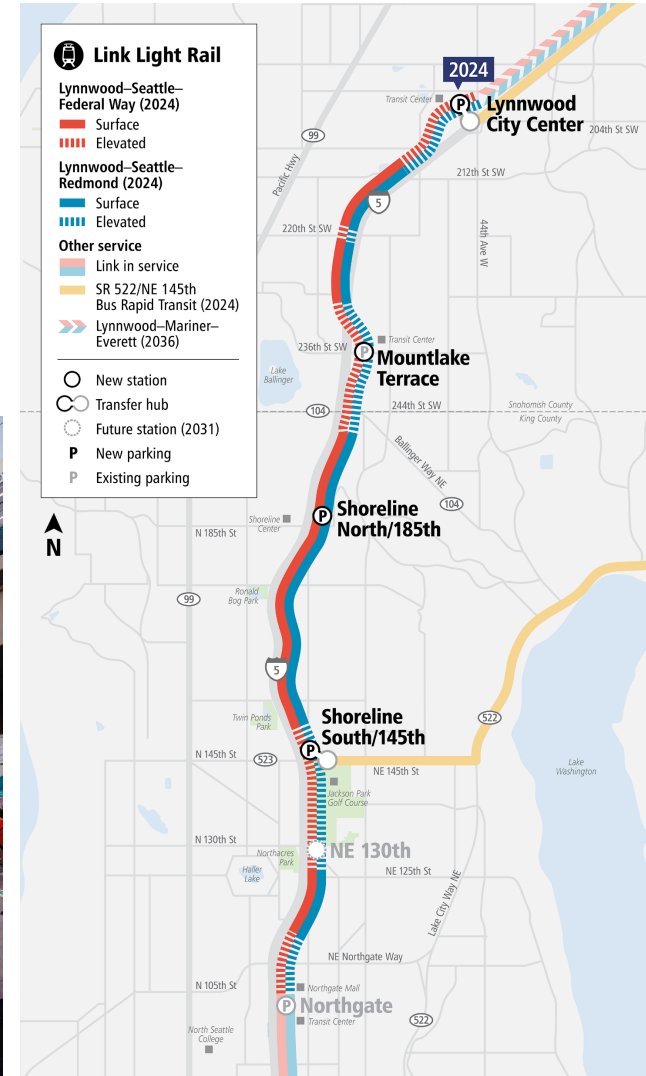 Link Light Rail
Lynnwood–Seattle–
Federal Way (2024)
Surface
Elevated
Lynnwood–Seattle–
Redmond (2024)
Surface
Elevated
Other service
Link in service
SR 522/NE 145th
Bus Rapid Transit (2024)
Lynnwood–Mariner–
Everett (2036)
New station
Transfer hub
Future station (2031)
P New parking
P Existing parking
N
2024
Transit Center
P
Lynnwood
City Center
204th St SW
99
Pacific Hwy
212th St SW
5
220th St SW
44th Ave W
236th St SW
Transit Center
P
Mountlake
Terrace
Lake
Ballinger
104
244th St SW
Snohomish County
King County
Ballinger Way NE
104
Shoreline
Center
P
Shoreline
North/185th
N 185th St
99
Ronald
Bog Park
5
Twin Ponds
Park
Shoreline
South/145th
P
522
N 145th St
523
NE 145th St
Lake
Washington
Jackson Park
Golf Course
N 130th St
Northacres
Park
NE 130th
Haller
Lake
NE 125th St
Lake City Way NE
NE Northgate Way
N 105th St
Northgate Mall
P
Northgate
Transit Center
522
North Seattle
College